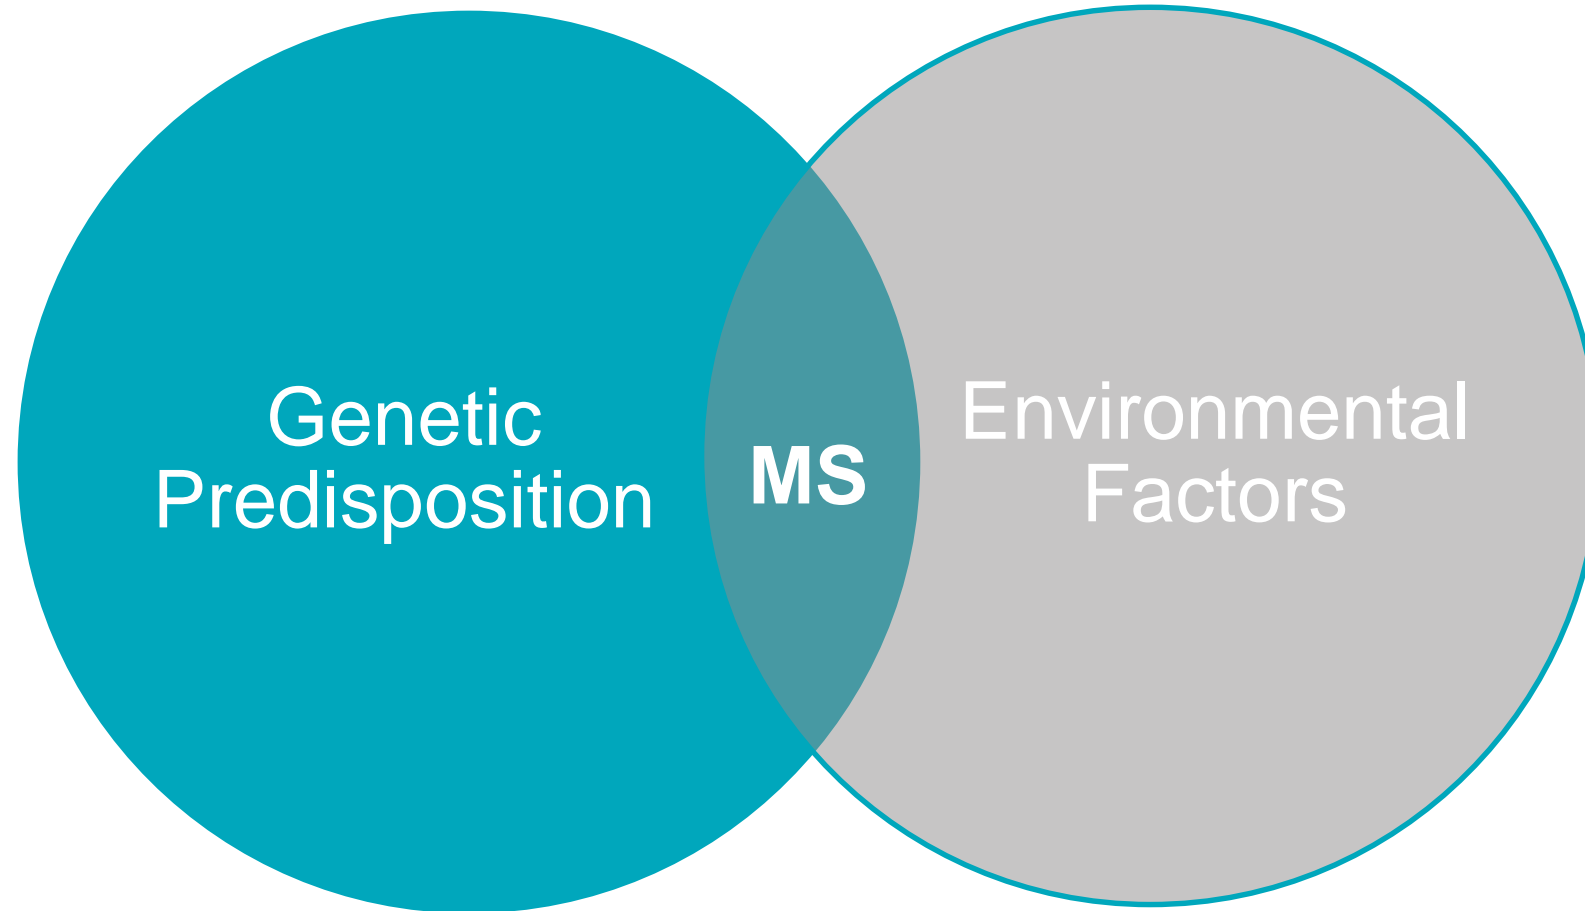 Genetic
Predisposition
MS
Environmental
Factors